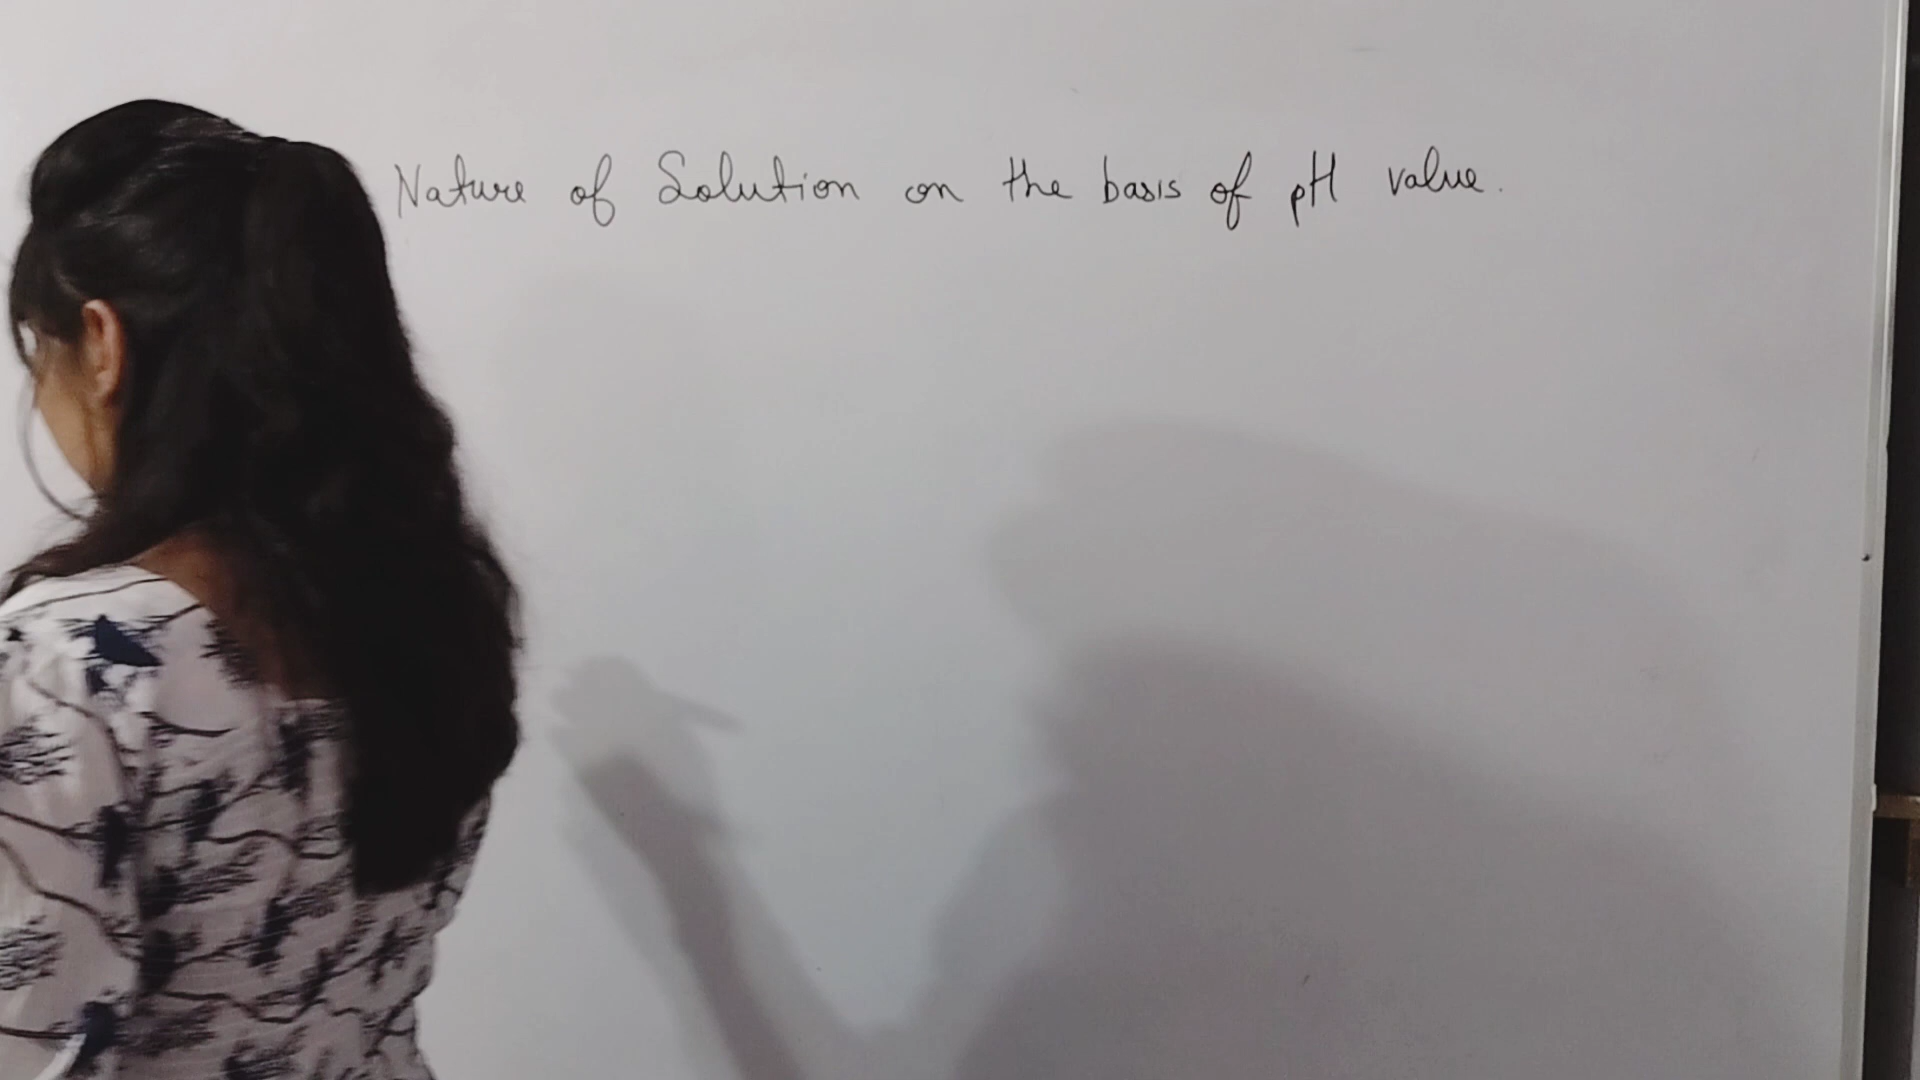 Nature of Solution on the basis of pH value.